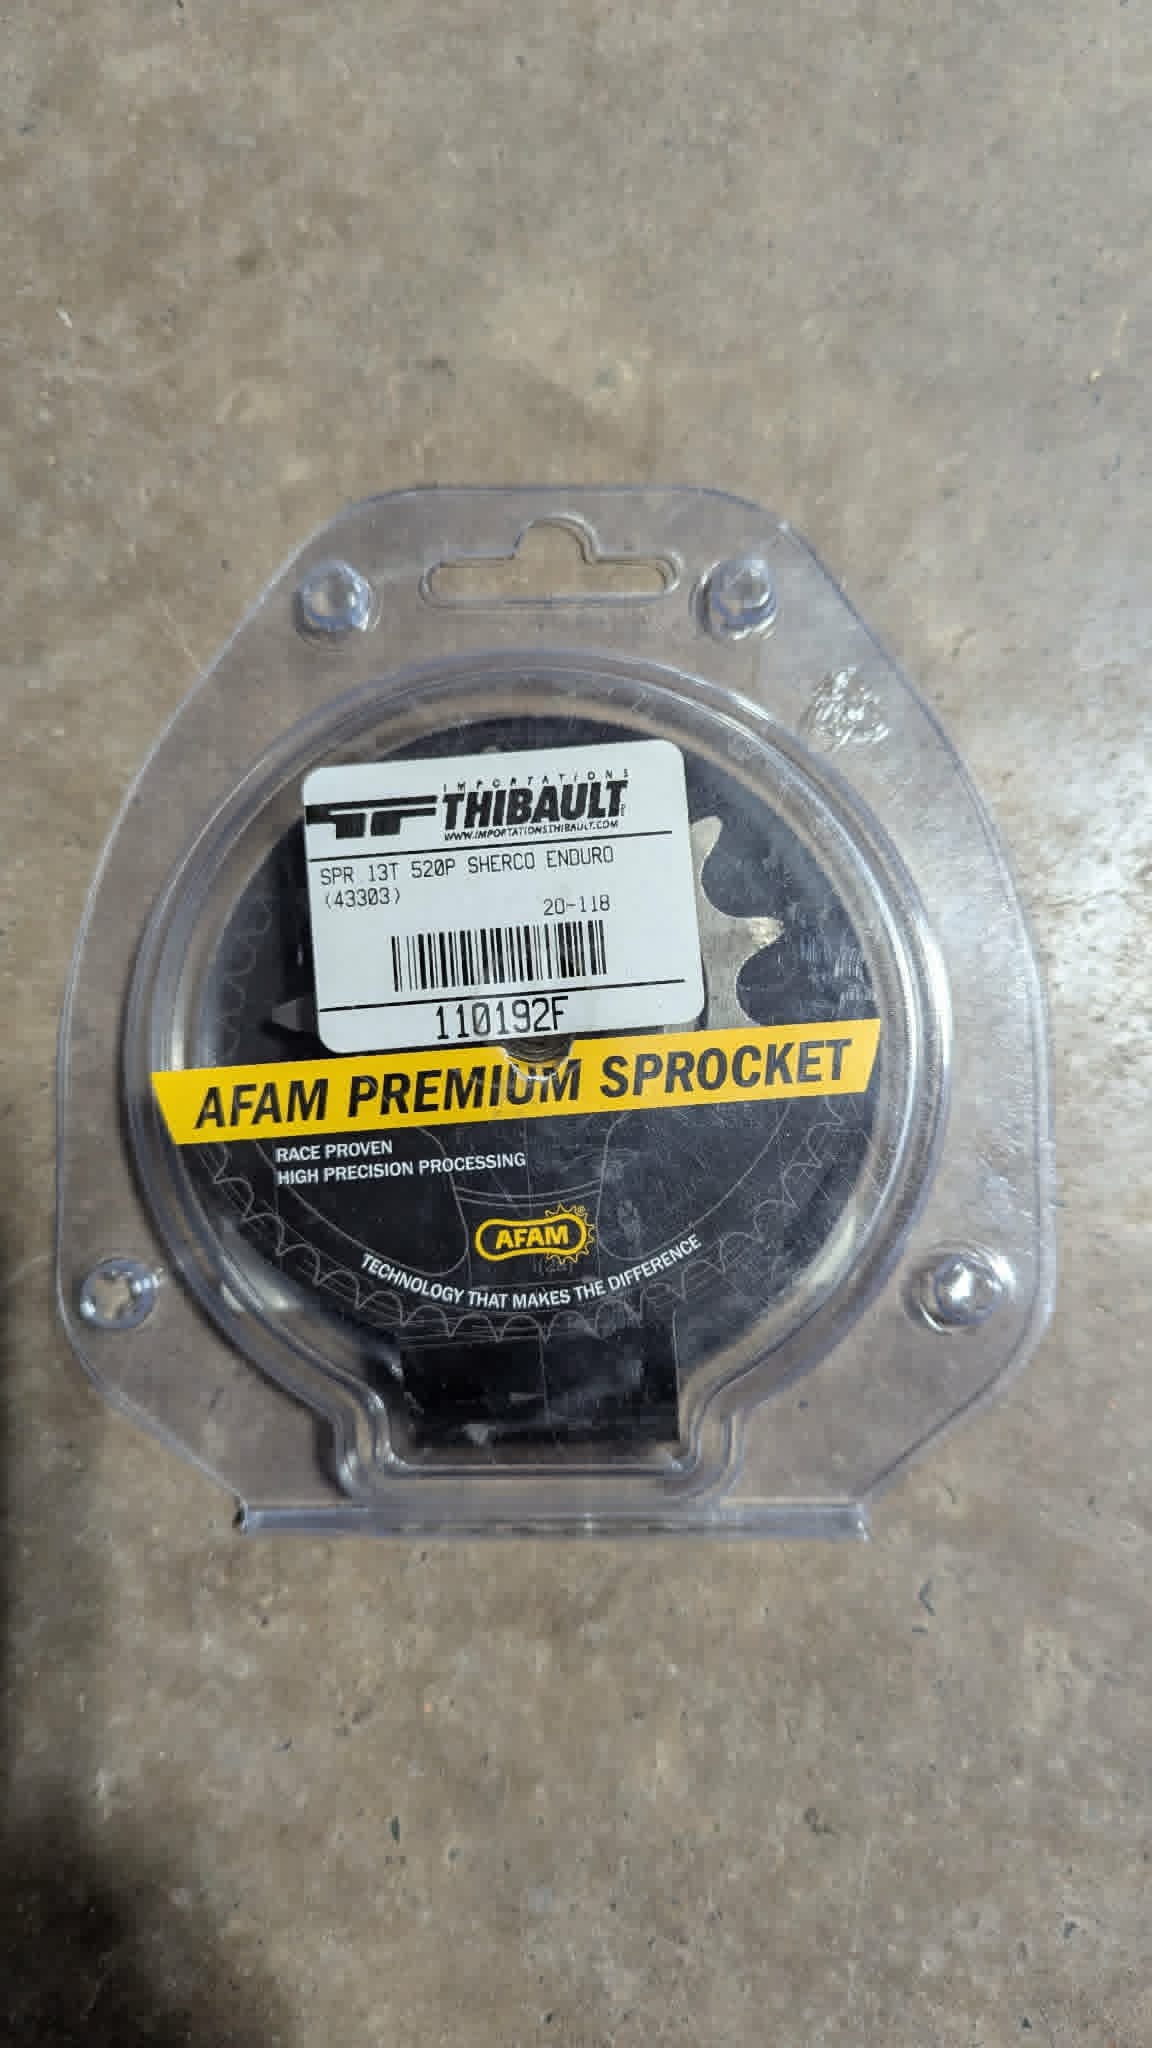 IMPORTATIONS
THIBAULT
WWW.IMPORTATIONSTHIBAULT.COM
SPR 13T 520P SHERCO ENDURO
(43303)
20-118
110192F
AFAM PREMIUM SPROCKET
RACE PROVEN
HIGH PRECISION PROCESSING
AFAM®
TECHNOLOGY THAT MAKES THE DIFFERENCE